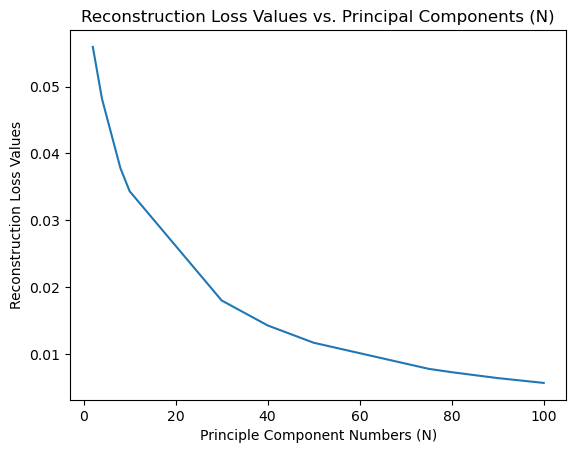 Reconstruction Loss Values vs. Principal Components (N)
Reconstruction Loss Values
0.05
0.04
0.03
0.02
0.01
0 20 40 60 80 100
Principle Component Numbers (N)